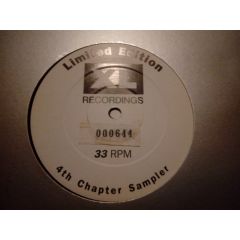 Limited Edition
XL
RECORDINGS
000644
33 RPM
4th Chapter Sampler